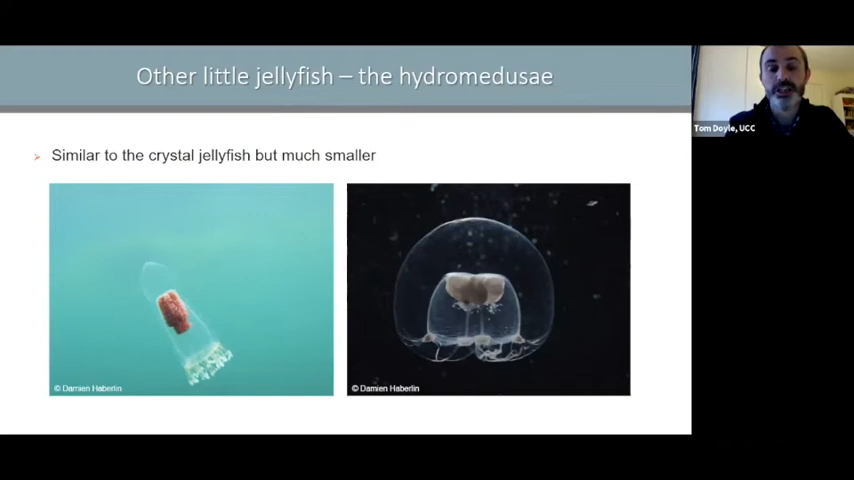 Other little jellyfish – the hydromedusae
Tom Doyle, UCC
➢ Similar to the crystal jellyfish but much smaller
© Damien Haberlin
© Damien Haberlin